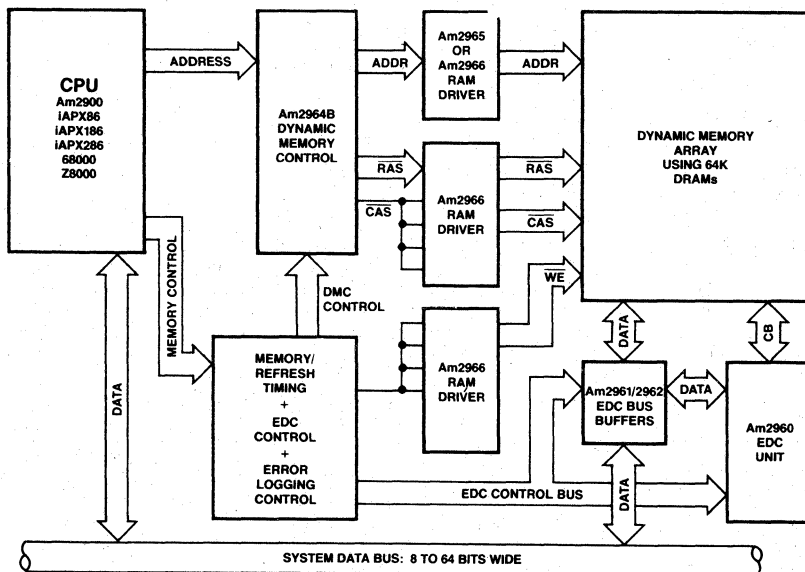 CPU
Am2900
iAPX86
iAPX186
iAPX286
68000
Z8000
ADDRESS
Am2964B
DYNAMIC
MEMORY
CONTROL
ADDR
Am2965
OR
Am2966
RAM
DRIVER
ADDR
DYNAMIC MEMORY
ARRAY
USING 64K
DRAMs
RAS
CAS
Am2966
RAM
DRIVER
RAS
CAS
WE
MEMORY CONTROL
DMC
CONTROL
DATA
MEMORY/
REFRESH
TIMING
+
EDC
CONTROL
+
ERROR
LOGGING
CONTROL
Am2966
RAM
DRIVER
DATA
CB
Am2961/2962
EDC BUS
BUFFERS
DATA
Am2960
EDC
UNIT
EDC CONTROL BUS
DATA
SYSTEM DATA BUS: 8 TO 64 BITS WIDE